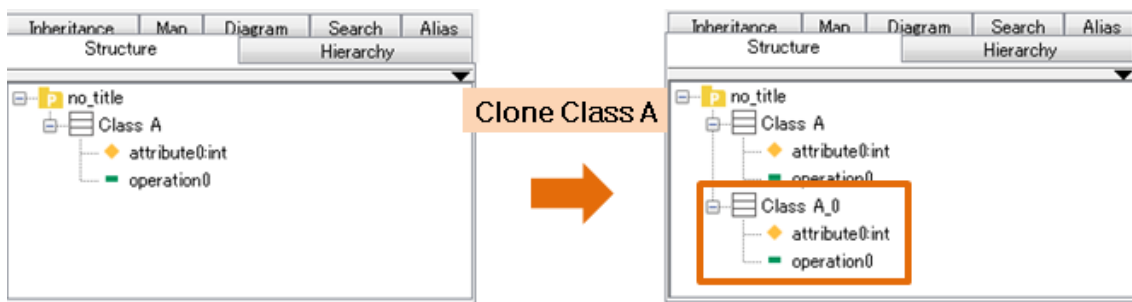 Inheritance Map Diagram Search Alias
Structure Hierarchy
no_title
Class A
attribute0:int
operation0
Clone Class A
Inheritance Map Diagram Search Alias
Structure Hierarchy
no_title
Class A
attribute0:int
operation0
Class A_0
attribute0:int
operation0